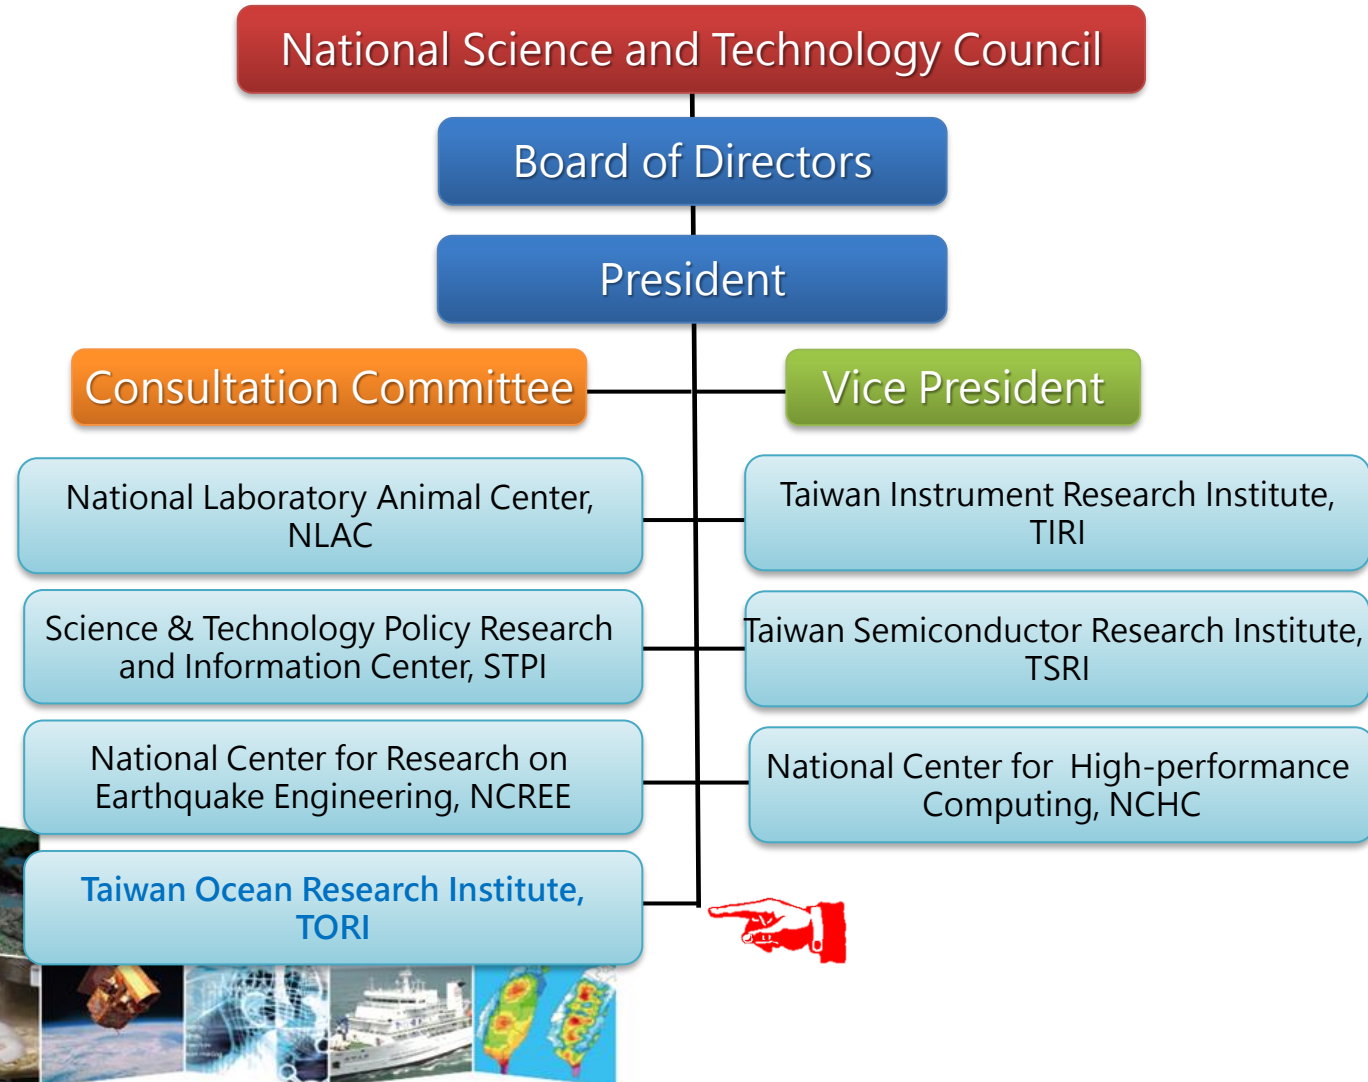 National Science and Technology Council
Board of Directors
President
Consultation Committee
Vice President
National Laboratory Animal Center,
NLAC
Taiwan Instrument Research Institute,
TIRI
Science & Technology Policy Research
and Information Center, STPI
Taiwan Semiconductor Research Institute,
TSRI
National Center for Research on
Earthquake Engineering, NCREE
National Center for High-performance
Computing, NCHC
Taiwan Ocean Research Institute,
TORI